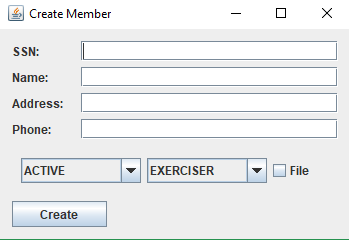 Create Member
SSN:
Name:
Address:
Phone:
ACTIVE EXERCISER File
Create